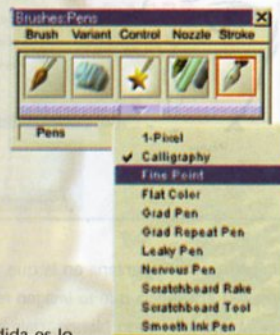 Brushes:Pens
Brush Variant Control Nozzle Stroke
Pens
1-Pixel
✔ Calligraphy
Fine Point
Flat Color
Grad Pen
Grad Repeat Pen
Leaky Pen
Nervous Pen
Scratchboard Rake
Scratchboard Tool
Smooth Ink Pen
dida es lo